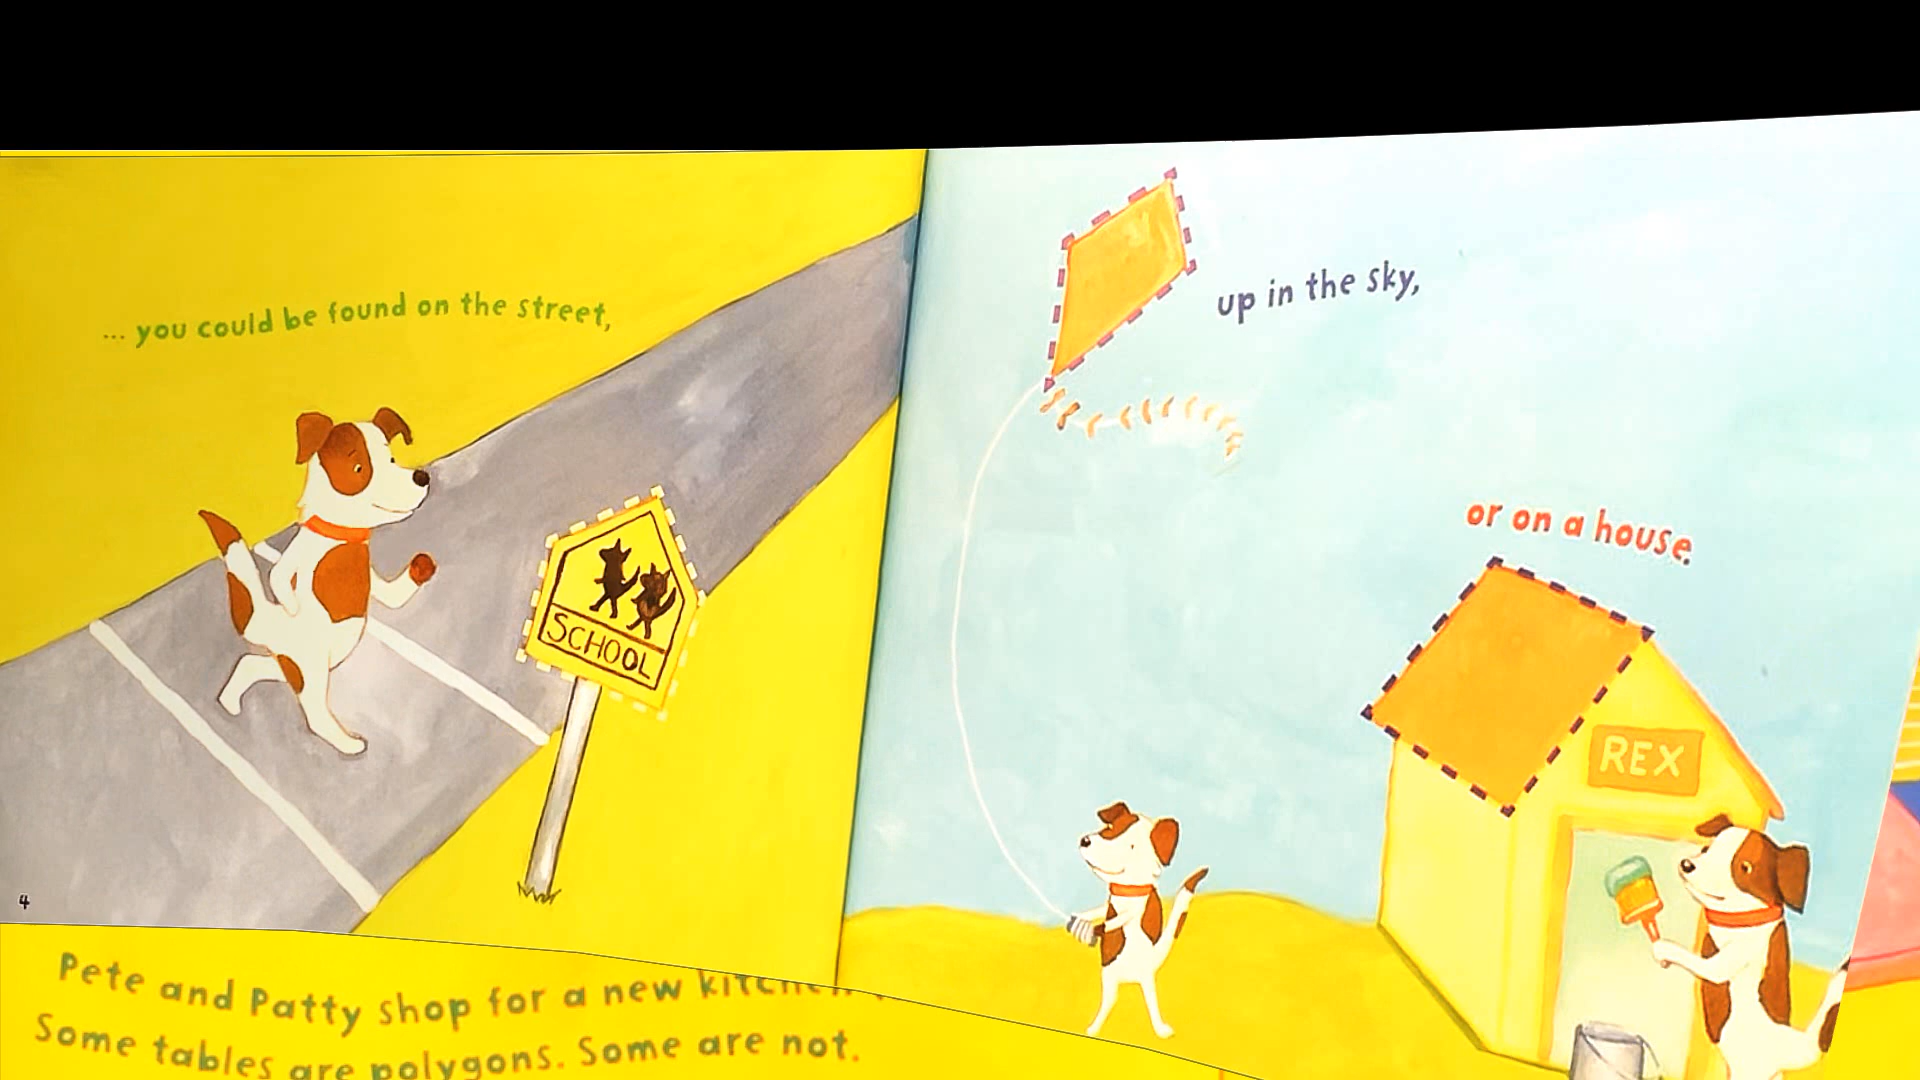 ... you could be found on the street,
SCHOOL
4
up in the sky,
or on a house.
REX
Pete and Patty shop for a new
Some tables are polygons. Some are not.